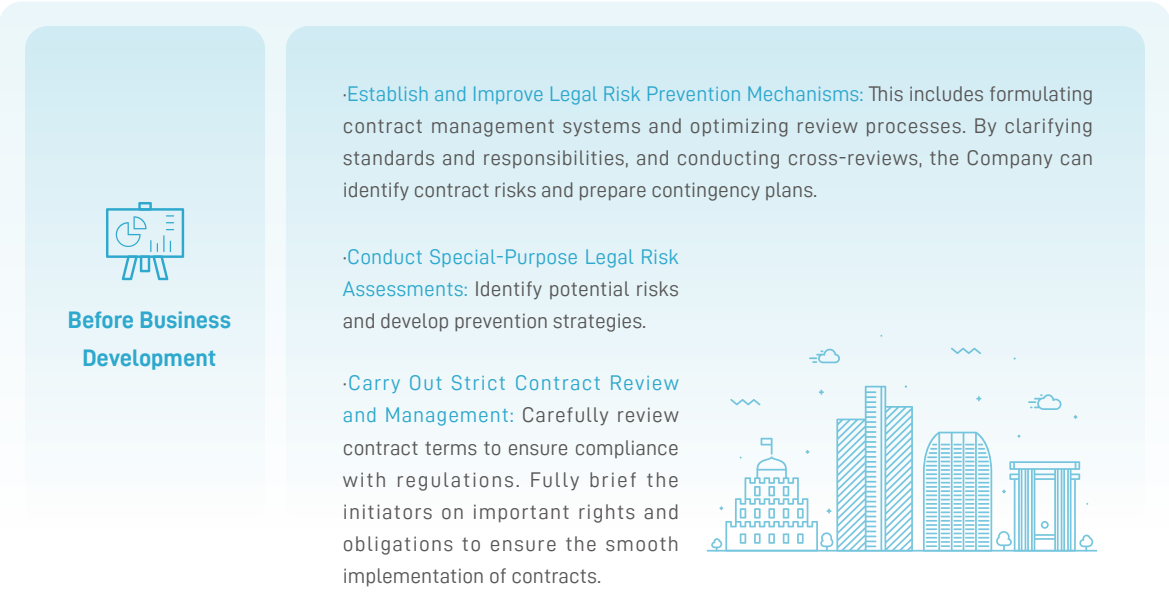 Before Business
Development
·Establish and Improve Legal Risk Prevention Mechanisms: This includes formulating
contract management systems and optimizing review processes. By clarifying
standards and responsibilities, and conducting cross-reviews, the Company can
identify contract risks and prepare contingency plans.
·Conduct Special-Purpose Legal Risk
Assessments: Identify potential risks
and develop prevention strategies.
·Carry Out Strict Contract Review
and Management: Carefully review
contract terms to ensure compliance
with regulations. Fully brief the
initiators on important rights and
obligations to ensure the smooth
implementation of contracts.